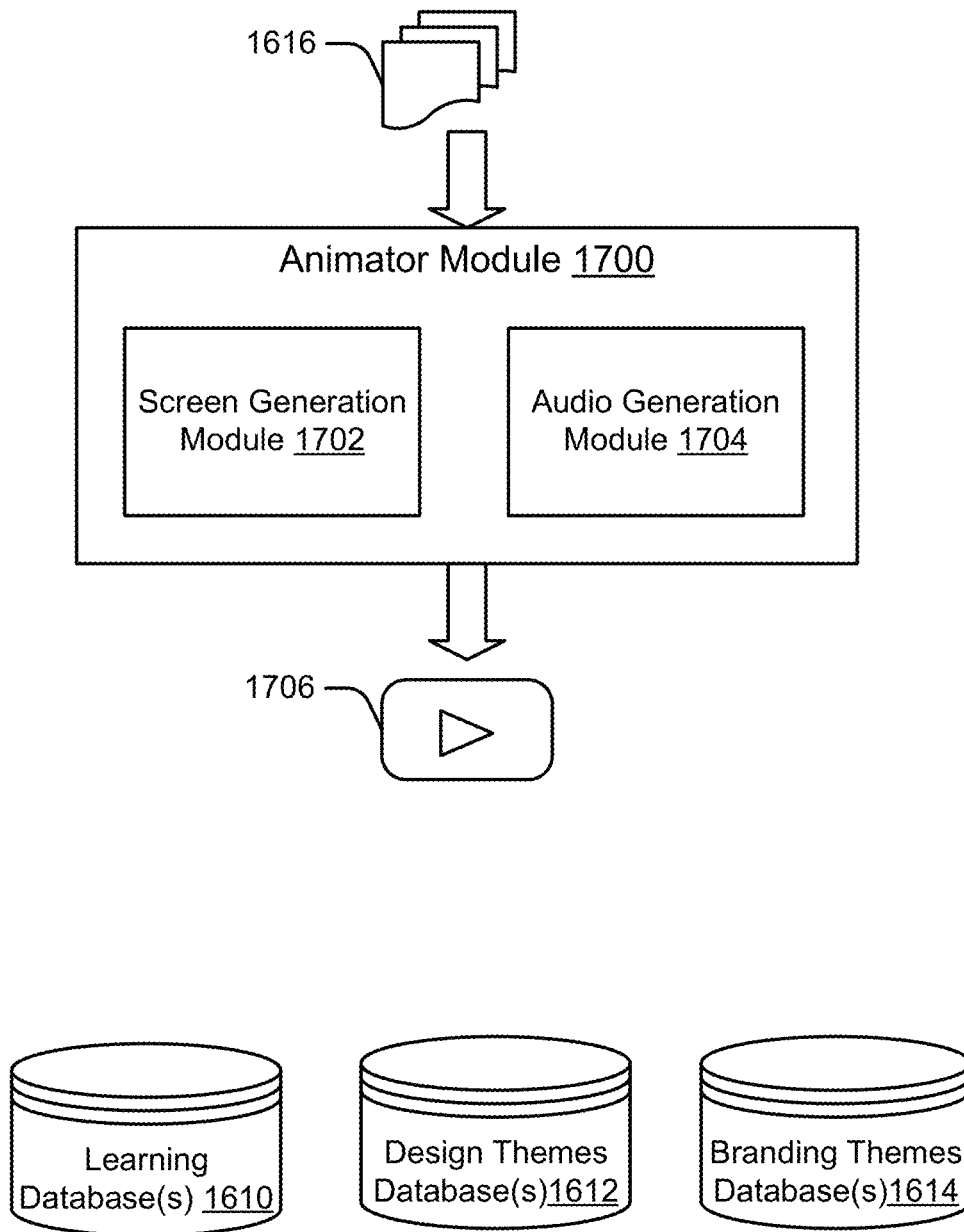 1616
Animator Module 1700
Screen Generation
Module 1702
Audio Generation
Module 1704
1706
Learning
Database(s) 1610
Design Themes
Database(s)1612
Branding Themes
Database(s)1614